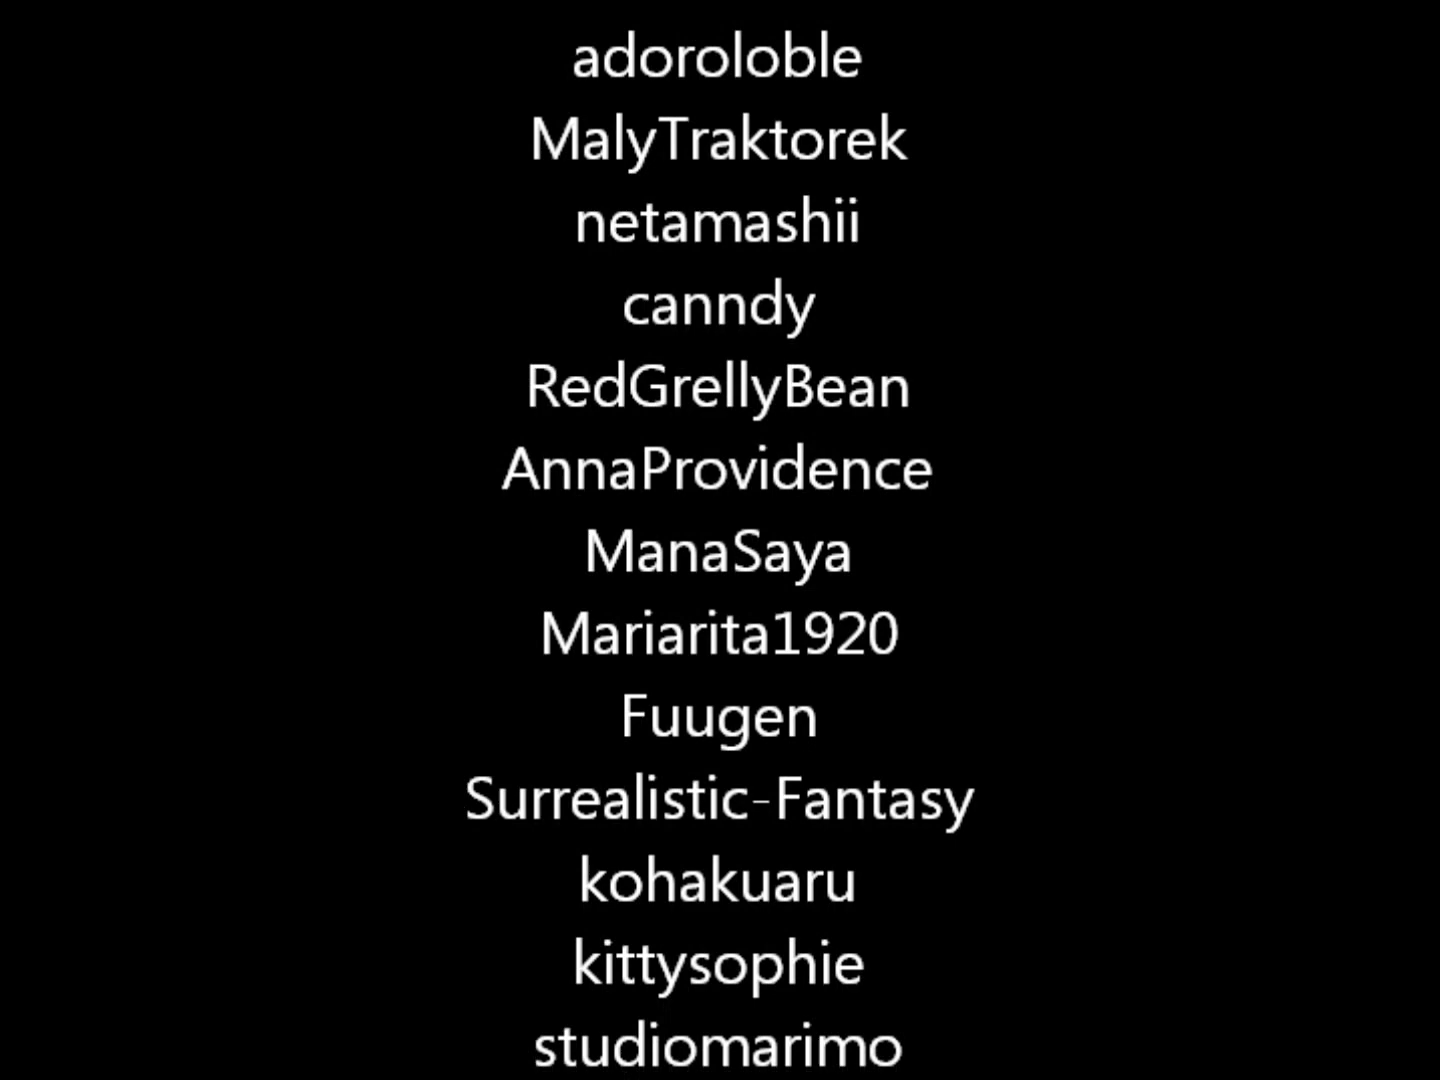 adoroloble
MalyTraktorek
netamashii
canndy
RedGrellyBean
AnnaProvidence
ManaSaya
Mariarita1920
Fuugen
Surrealistic-Fantasy
kohakuaru
kittysophie
studiomarimo